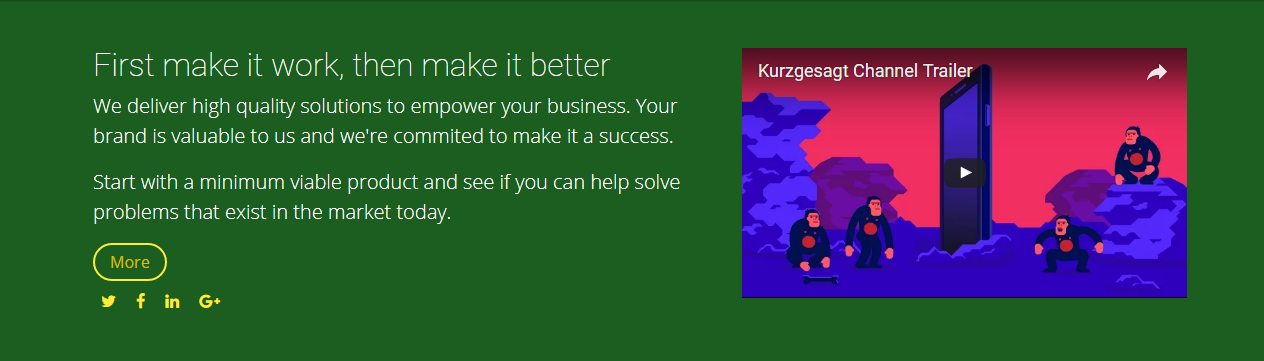 First make it work, then make it better
We deliver high quality solutions to empower your business. Your
brand is valuable to us and we're commited to make it a success.
Start with a minimum viable product and see if you can help solve
problems that exist in the market today.
More
Kurzgesagt Channel Trailer